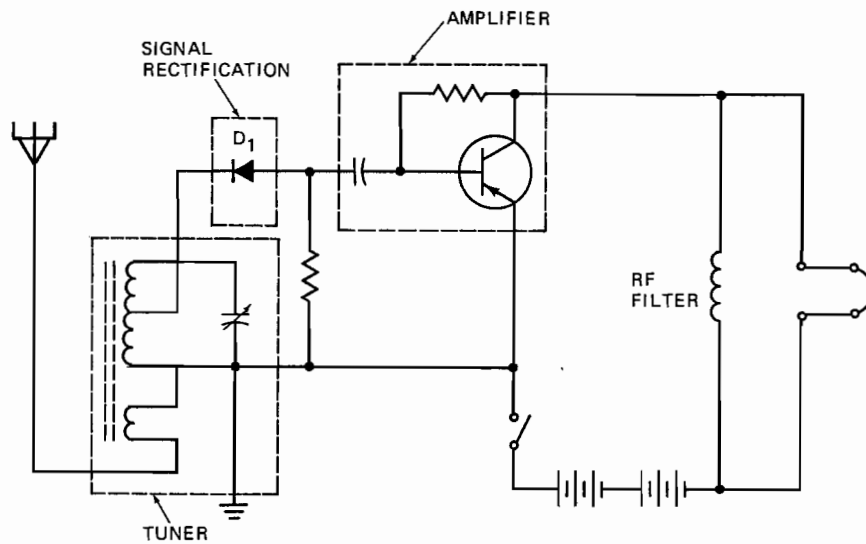 AMPLIFIER
SIGNAL
RECTIFICATION
D1
RF
FILTER
TUNER